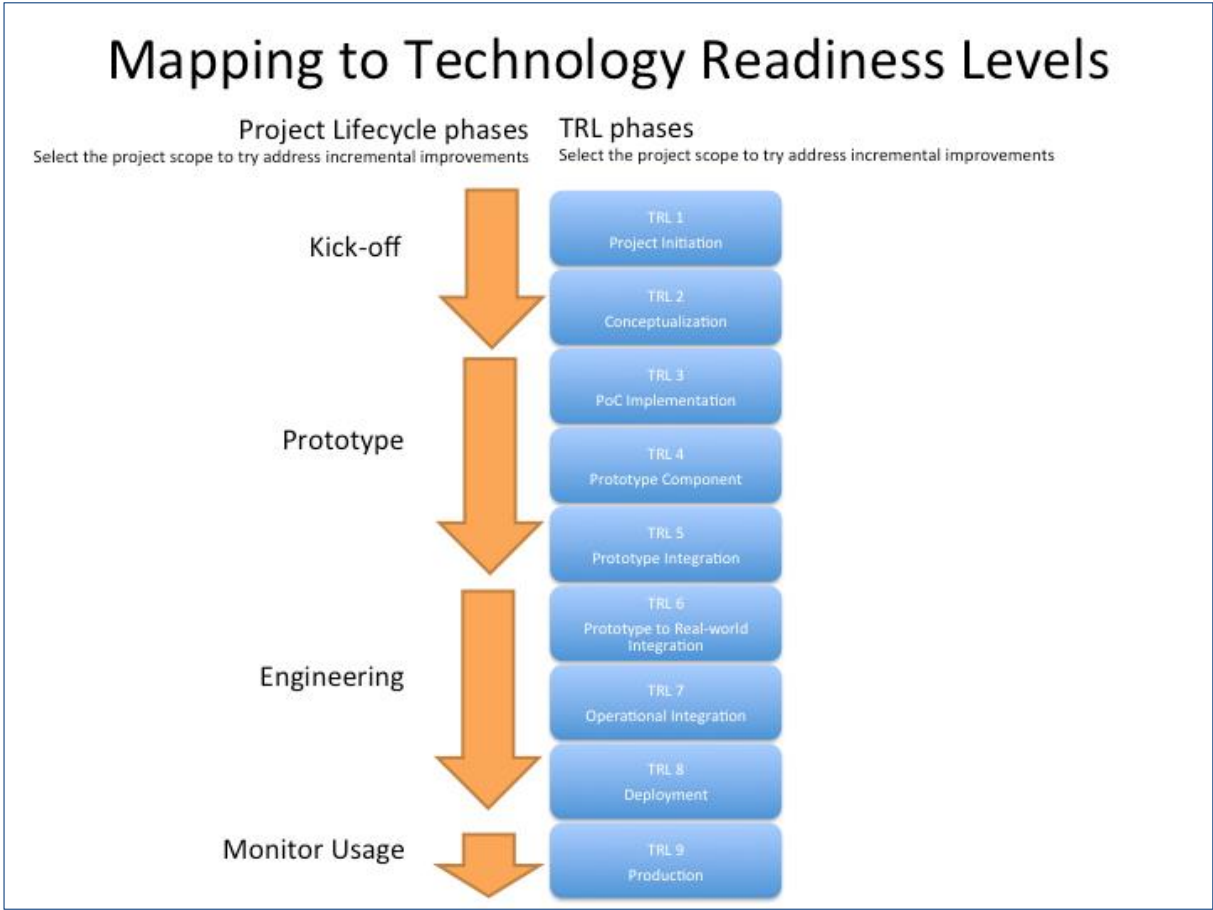 Mapping to Technology Readiness Levels
Project Lifecycle phases
Select the project scope to try address incremental improvements
TRL phases
Select the project scope to try address incremental improvements
Kick-off
TRL 1
Project Initiation
TRL 2
Conceptualization
Prototype
TRL 3
PoC Implementation
TRL 4
Prototype Component
TRL 5
Prototype Integration
Engineering
TRL 6
Prototype to Real-world
Integration
TRL 7
Operational Integration
TRL 8
Deployment
Monitor Usage
TRL 9
Production